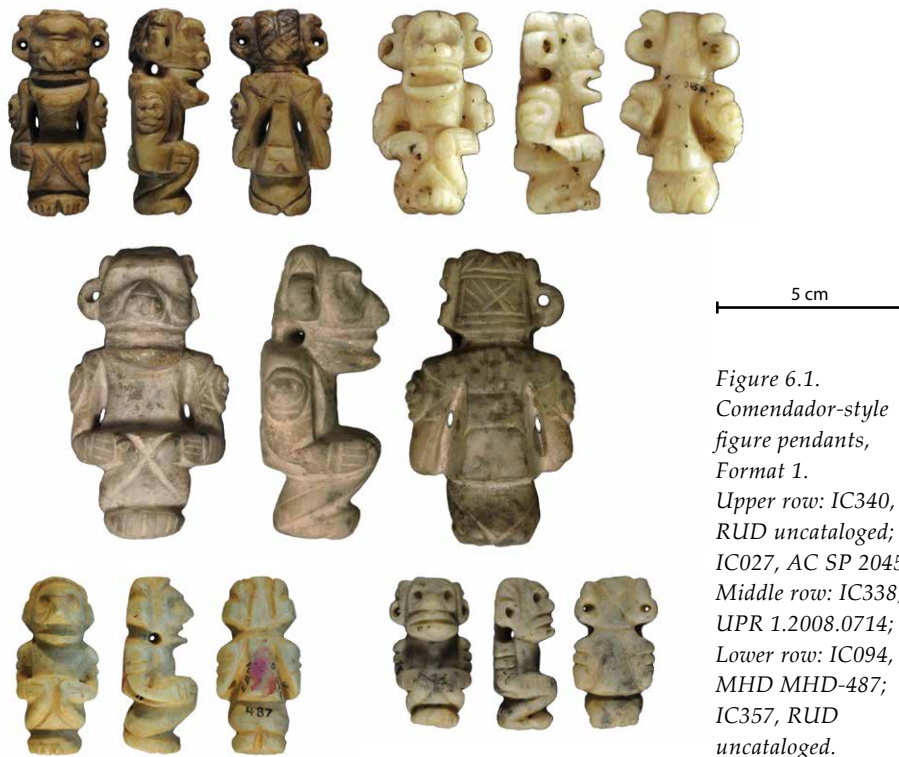 5 cm
Figure 6.1.
Comendador-style
figure pendants,
Format 1.
Upper row: IC340,
RUD uncataloged;
IC027, AC SP 2045
Middle row: IC338,
UPR 1.2008.0714;
Lower row: IC094,
MHD MHD-487;
IC357, RUD
uncataloged.
487